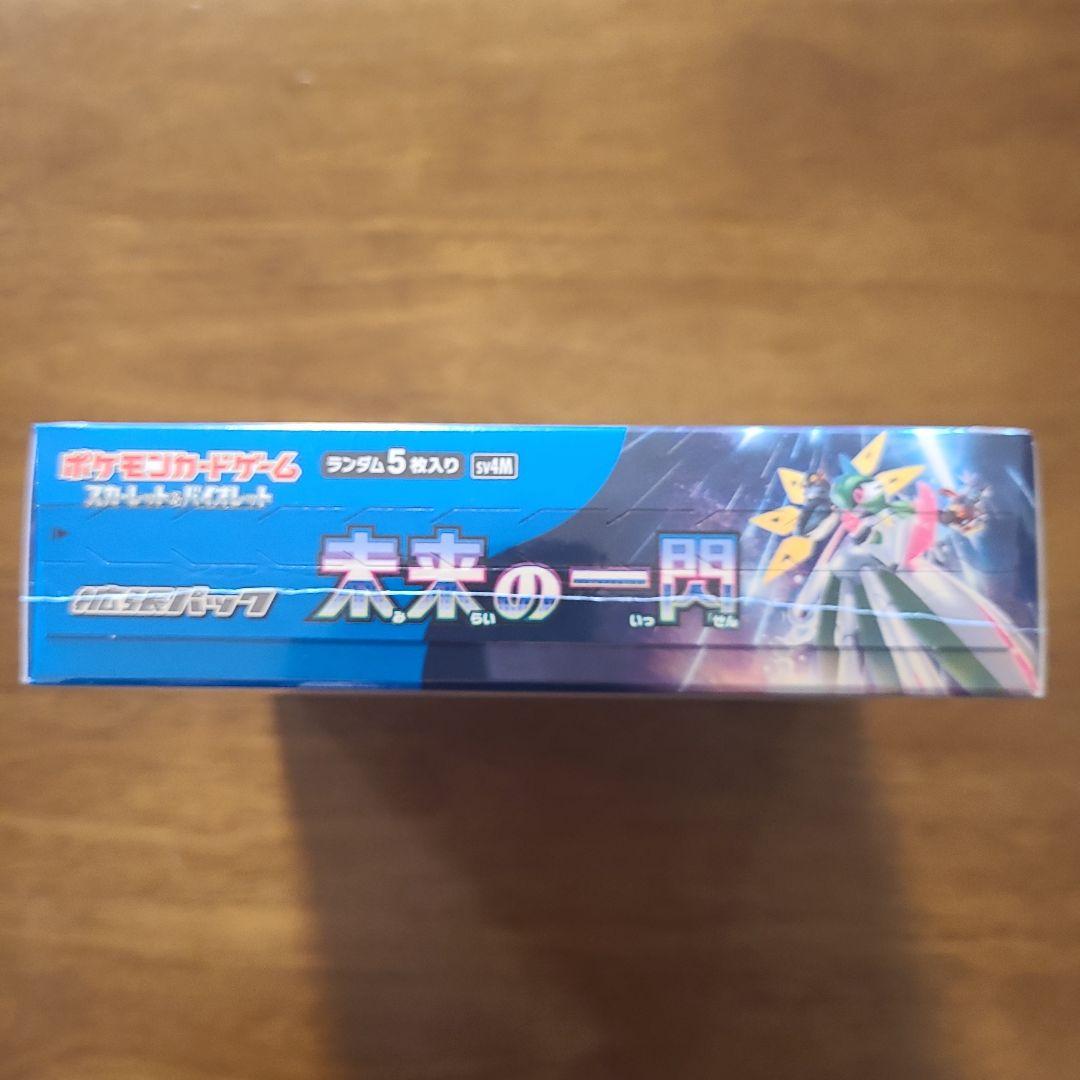 ポケモンカードゲーム
スカーレット&バイオレット
ランダム5枚入り SV4M
拡張パック
未来の一閃
みらい いっせん